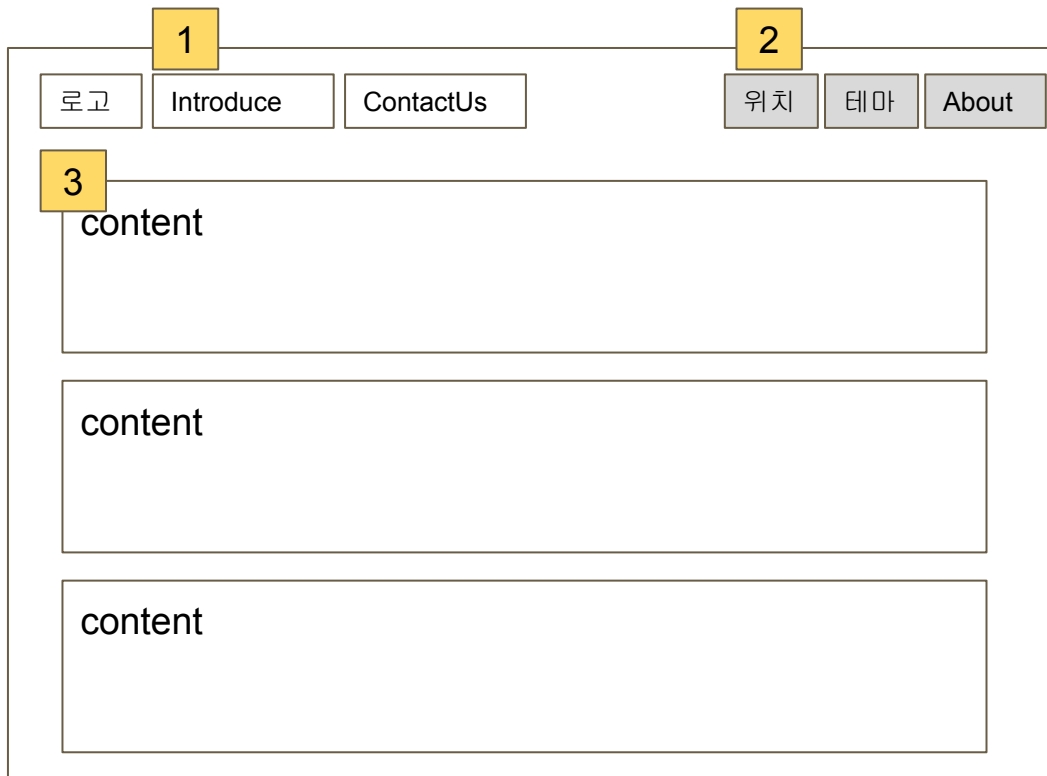 1
2
로고
Introduce
ContactUs
위치
테마
About
3
content
content
content